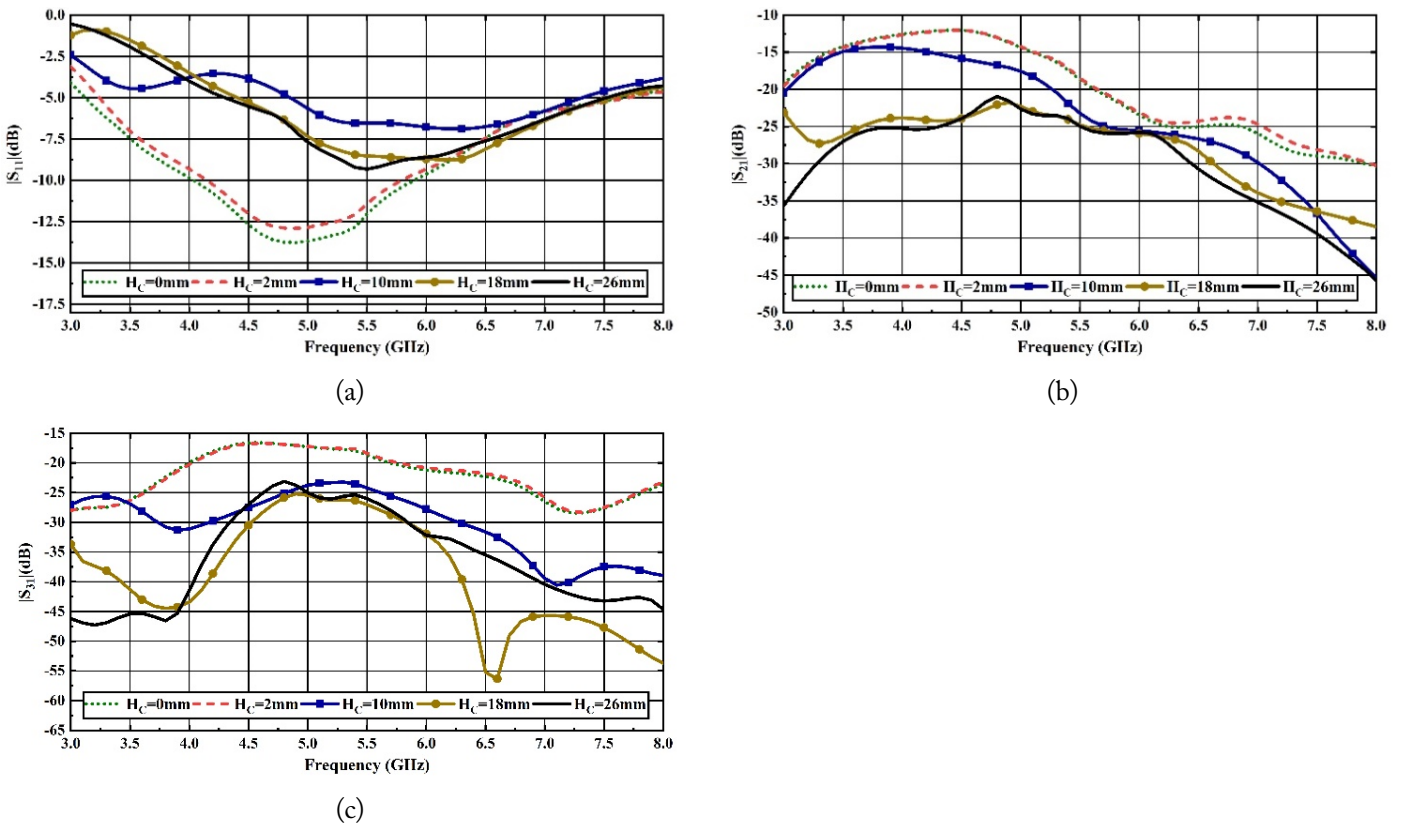 0.0
-2.5
-5.0
-7.5
-10.0
-12.5
-15.0
-17.5
|S11|(dB)
HC=0mm HC=2mm HC=10mm HC=18mm HC=26mm
3.0 3.5 4.0 4.5 5.0 5.5 6.0 6.5 7.0 7.5 8.0
Frequency (GHz)
(a)
-10
-15
-20
-25
-30
-35
-40
-45
-50
|S21|(dB)
ΠC=0mm ΠC=2mm ΠC=10mm ΠC=18mm ΠC=26mm
3.0 3.5 4.0 4.5 5.0 5.5 6.0 6.5 7.0 7.5 8.0
Frequency (GHz)
(b)
-15
-20
-25
-30
-35
-40
-45
-50
-55
-60
-65
|S31|(dB)
HC=0mm HC=2mm HC=10mm HC=18mm HC=26mm
3.0 3.5 4.0 4.5 5.0 5.5 6.0 6.5 7.0 7.5 8.0
Frequency (GHz)
(c)